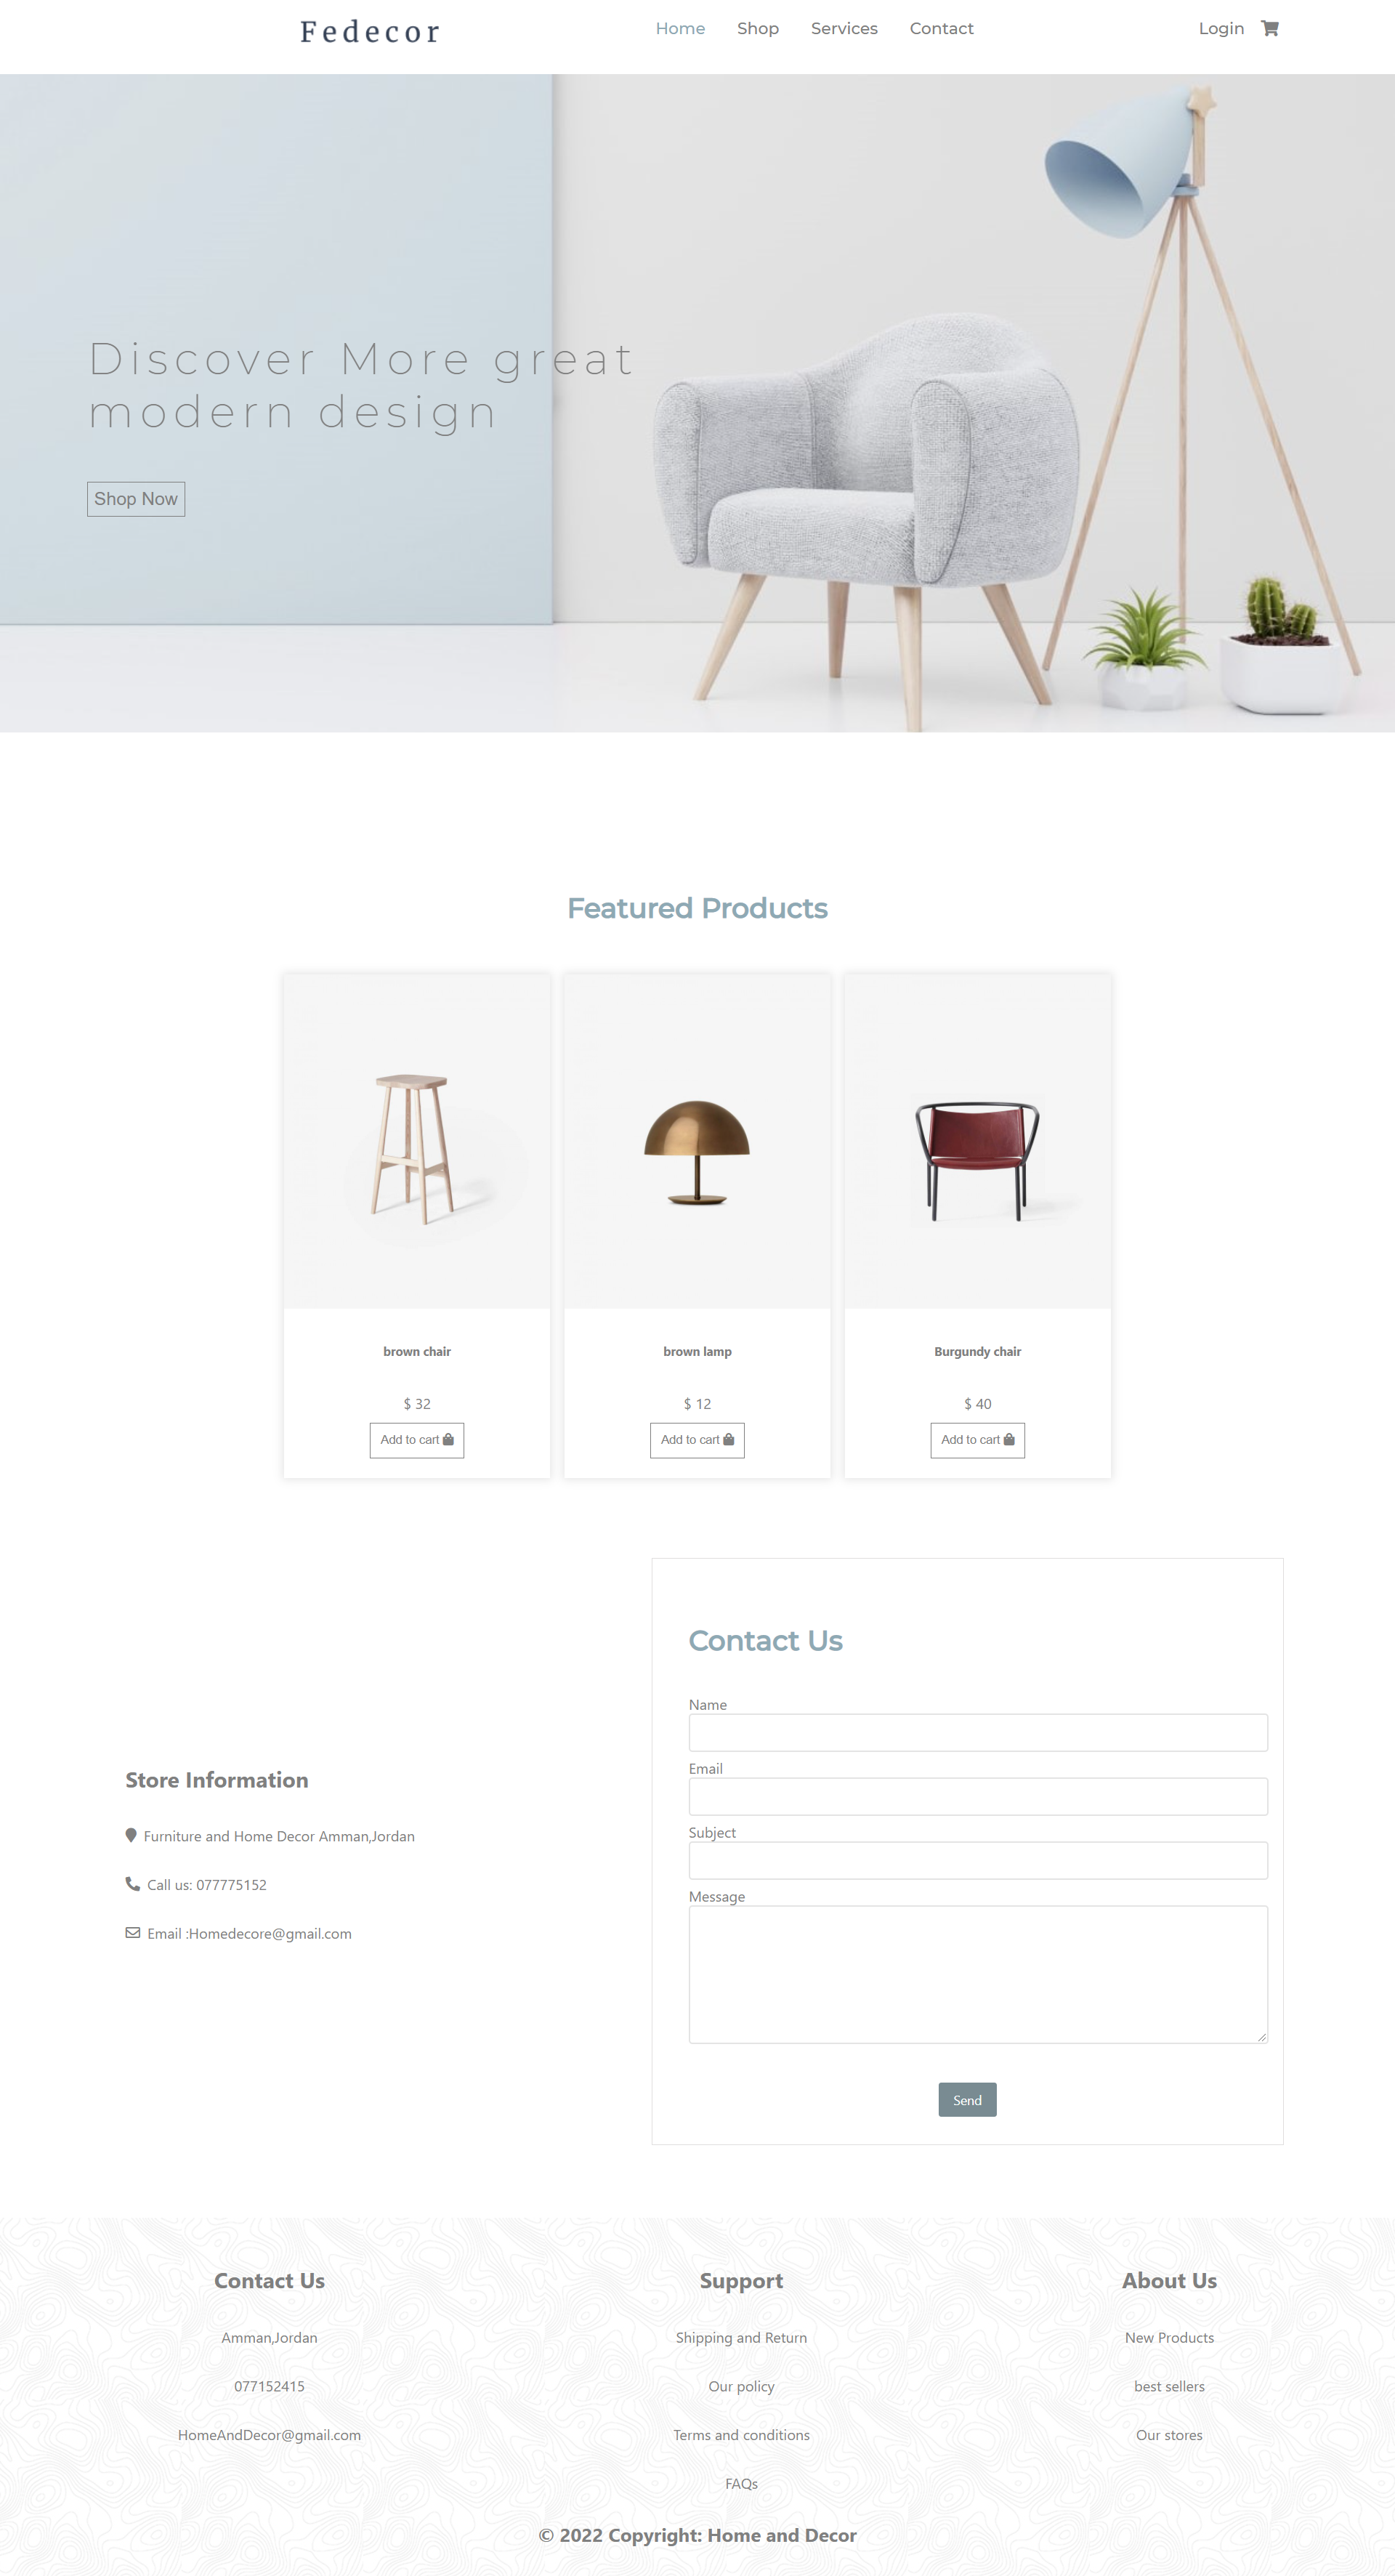 Fedecor
Home Shop Services Contact
Login
Discover More great
modern design
Shop Now
Featured Products
brown chair
$ 32
Add to cart
brown lamp
$ 12
Add to cart
Burgundy chair
$ 40
Add to cart
Store Information
Furniture and Home Decor Amman,Jordan
Call us: 077775152
Email :Homedecore@gmail.com
Contact Us
Name
Email
Subject
Message
Send
Contact Us
Amman,Jordan
077152415
HomeAndDecor@gmail.com
Support
Shipping and Return
Our policy
Terms and conditions
FAQs
About Us
New Products
best sellers
Our stores
© 2022 Copyright: Home and Decor